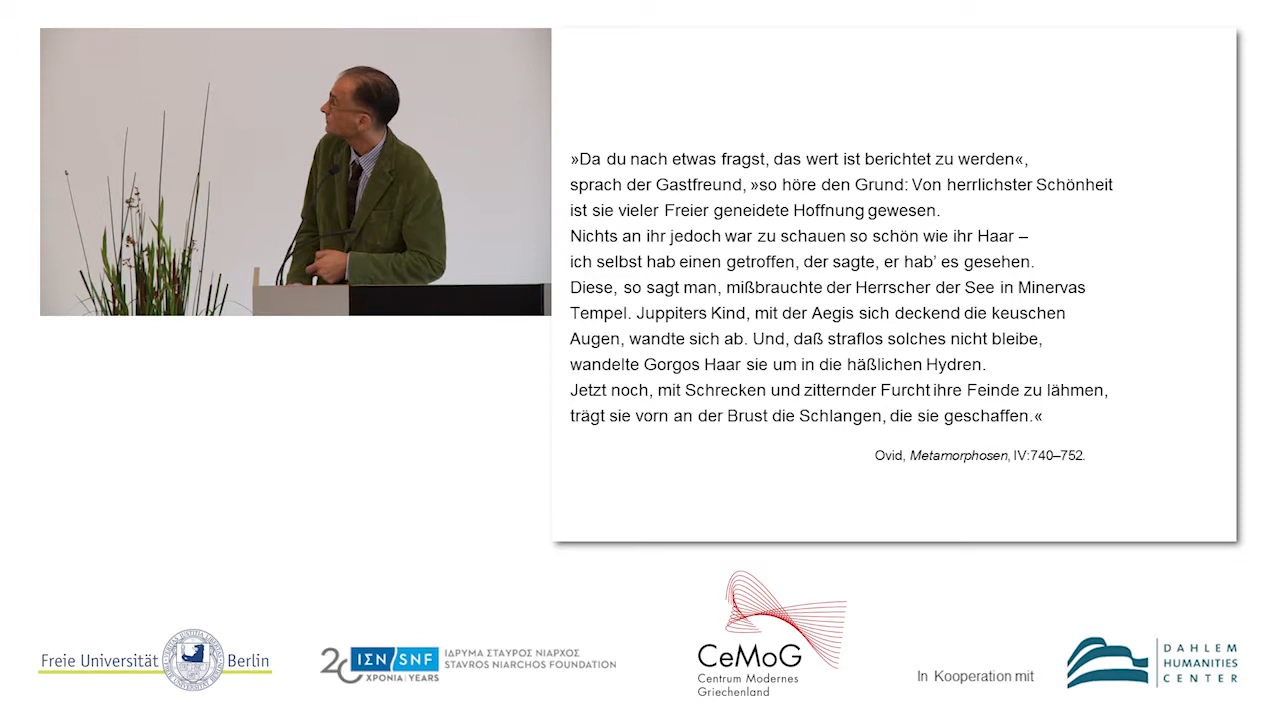 »Da du nach etwas fragst, das wert ist berichtet zu werden«,
sprach der Gastfreund, »so höre den Grund: Von herrlichster Schönheit
ist sie vieler Freier geneidete Hoffnung gewesen.
Nichts an ihr jedoch war zu schauen so schön wie ihr Haar –
ich selbst hab einen getroffen, der sagte, er hab’ es gesehen.
Diese, so sagt man, mißbrauchte der Herrscher der See in Minervas
Tempel. Juppiters Kind, mit der Aegis sich deckend die keuschen
Augen, wandte sich ab. Und, daß straflos solches nicht bleibe,
wandelte Gorgos Haar sie um in die häßlichen Hydren.
Jetzt noch, mit Schrecken und zitternder Furcht ihre Feinde zu lähmen,
trägt sie vorn an der Brust die Schlangen, die sie geschaffen.«
Ovid, Metamorphosen, IV:740–752.
Freie Universität Berlin
20 ΙΣΝ/SNF
ΧΡΟΝΙΑ YEARS
ΙΔΡΥΜΑ ΣΤΑΥΡΟΣ ΝΙΑΡΧΟΣ
STAVROS NIARCHOS FOUNDATION
CeMoG
Centrum Modernes
Griechenland
In Kooperation mit
DAHLEM
HUMANITIES
CENTER